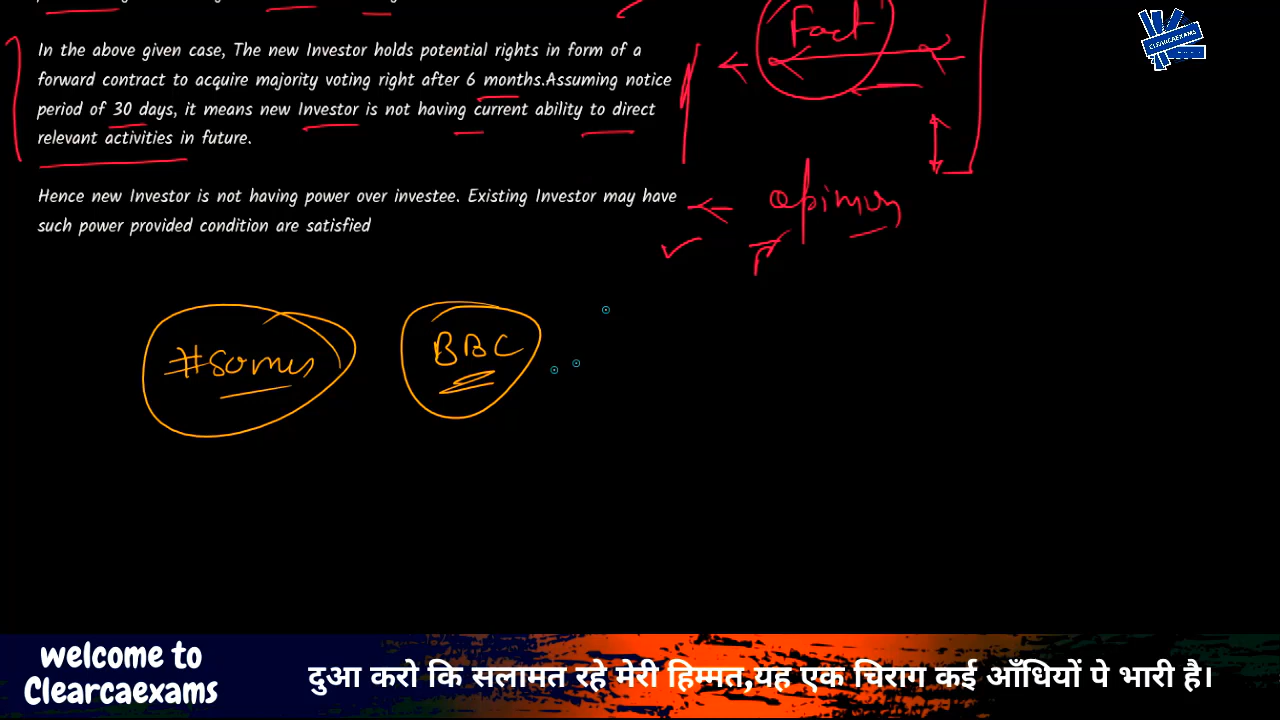 In the above given case, The new Investor holds potential rights in form of a
forward contract to acquire majority voting right after 6 months.Assuming notice
period of 30 days, it means new Investor is not having current ability to direct
relevant activities in future.
Hence new Investor is not having power over investee. Existing Investor may have
such power provided condition are satisfied
Fact
BBC
CLEARCAEXAMS
welcome to
Clearcaexams
दुआ करो कि सलामत रहे मेरी हिम्मत,यह एक चिराग कई आँधियों पे भारी है।